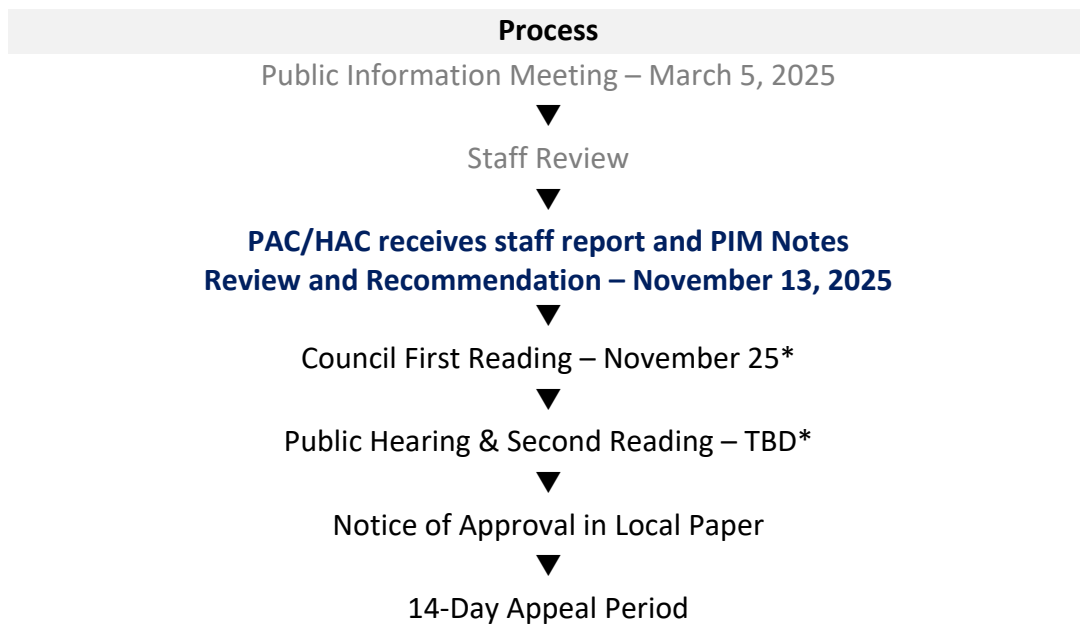 Process
Public Information Meeting – March 5, 2025
Staff Review
PAC/HAC receives staff report and PIM Notes
Review and Recommendation – November 13, 2025
Council First Reading – November 25*
Public Hearing & Second Reading – TBD*
Notice of Approval in Local Paper
14-Day Appeal Period